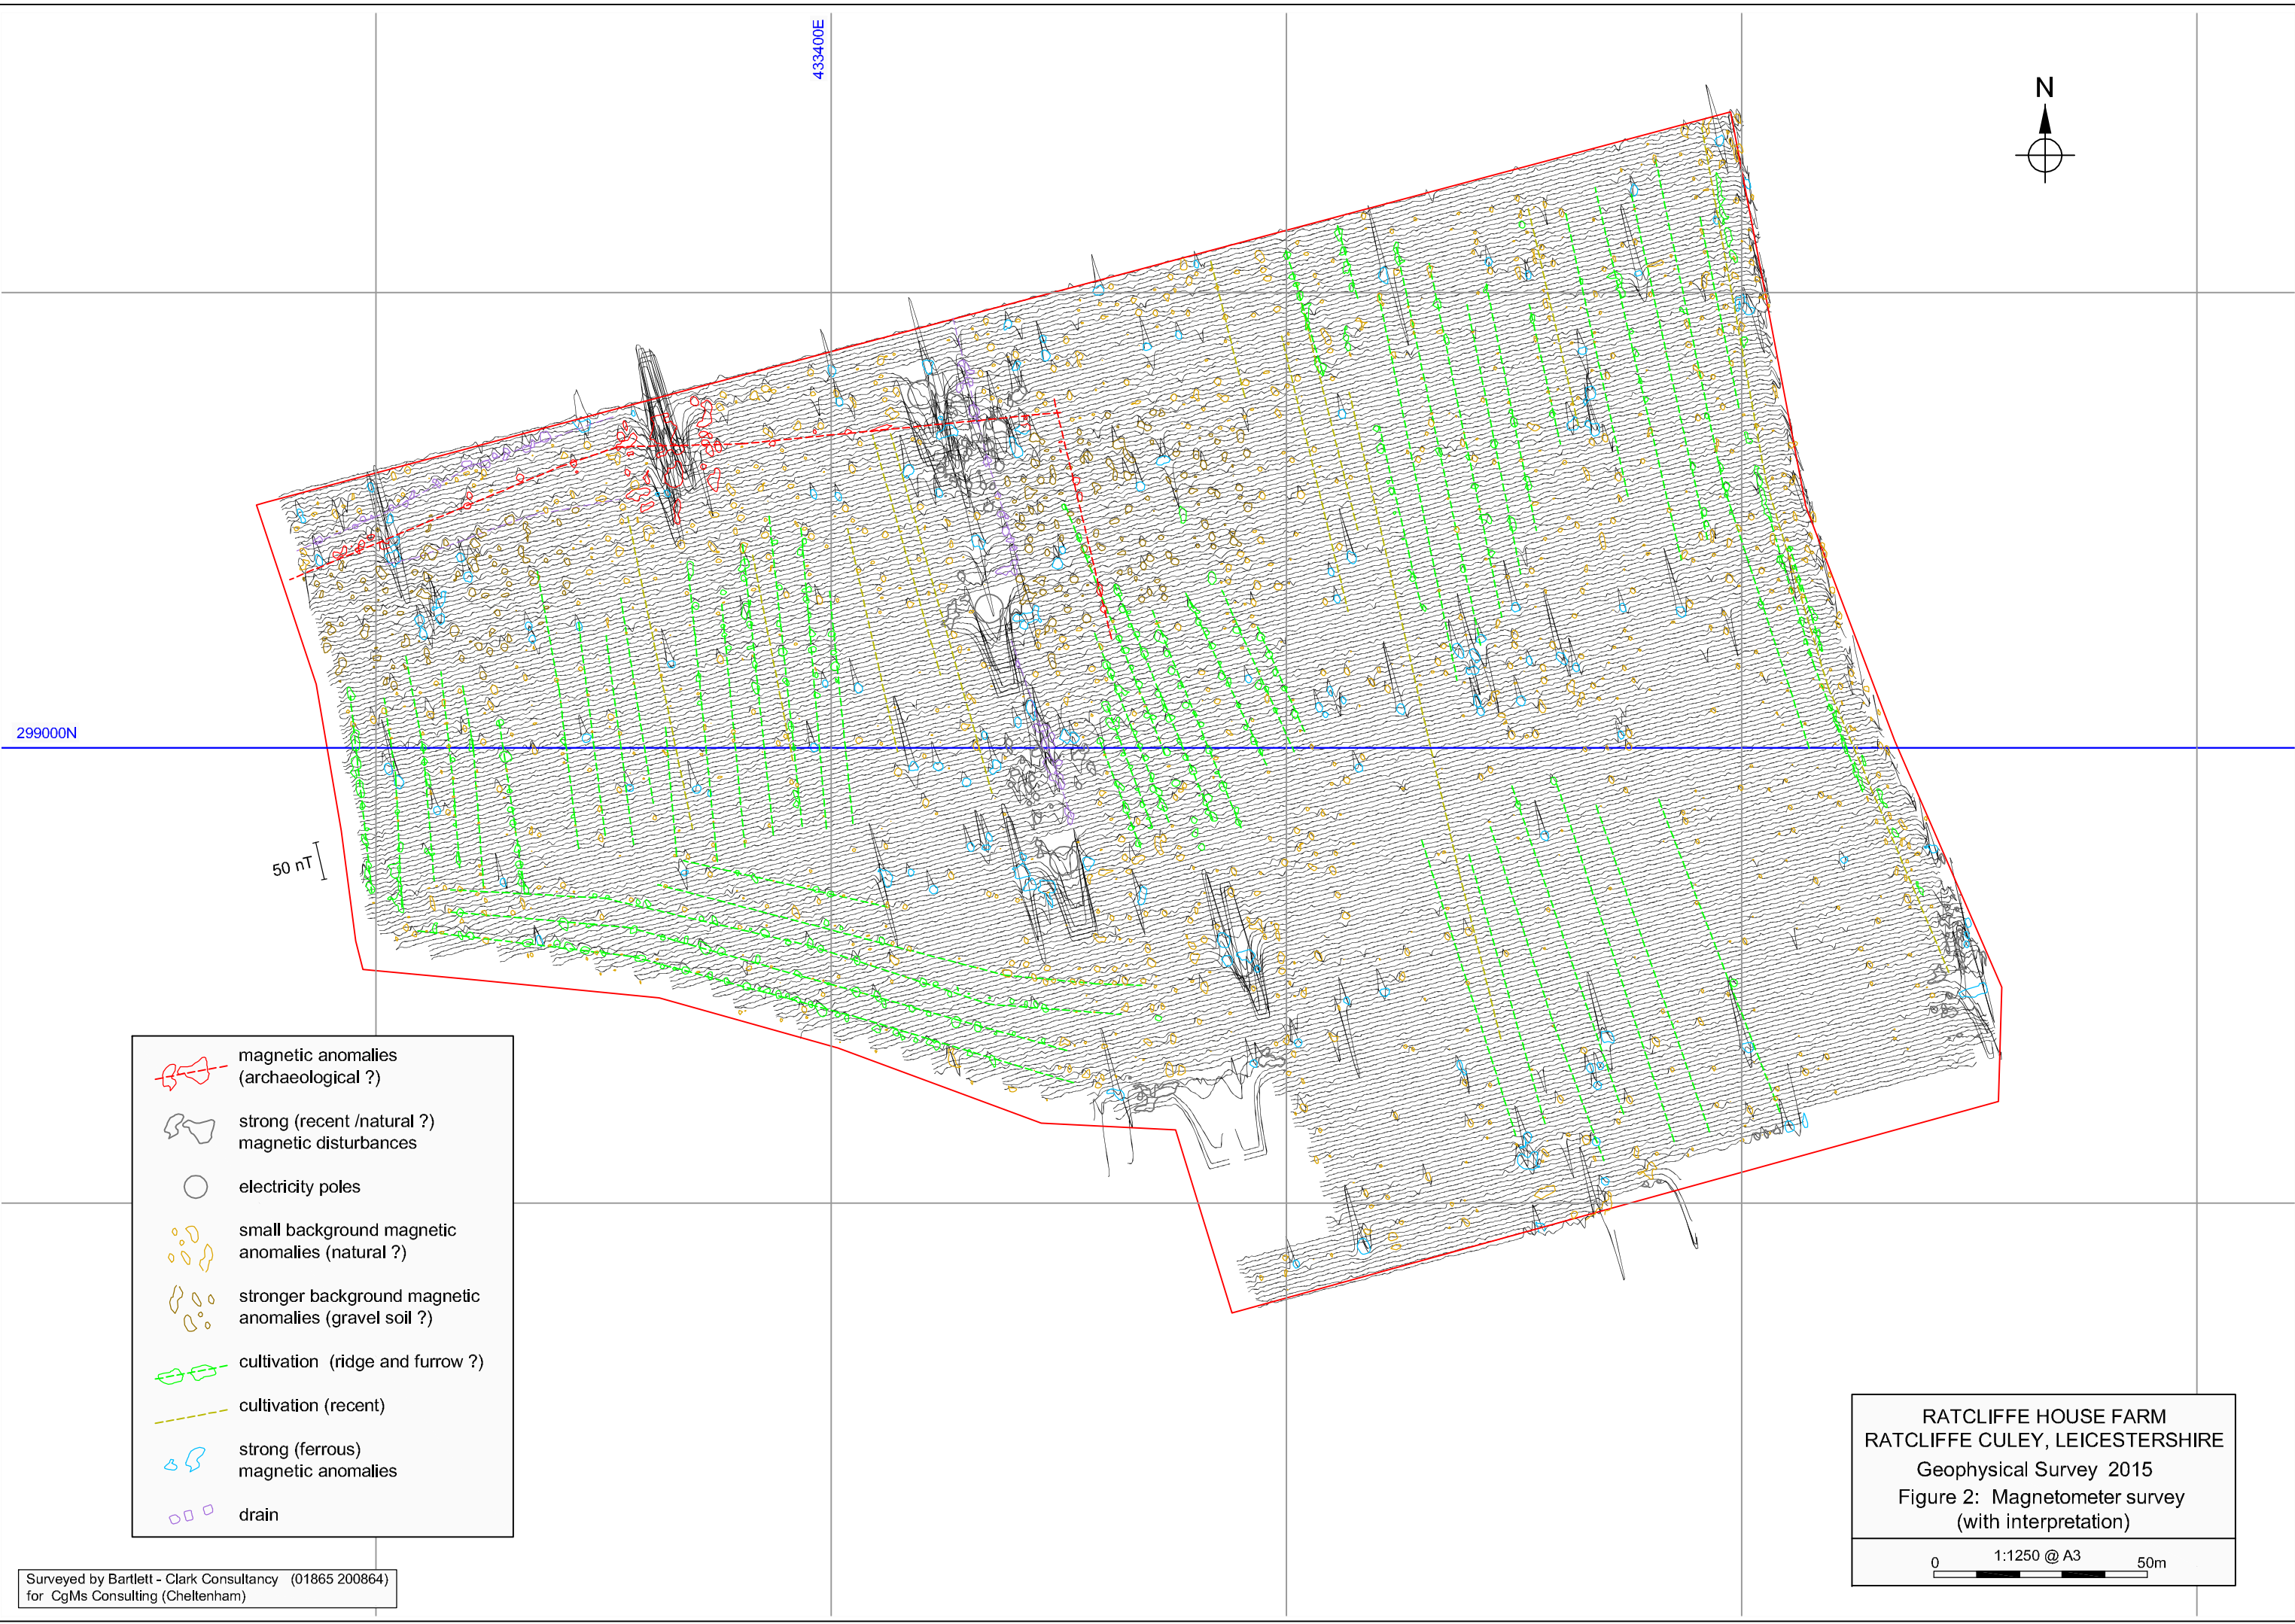 433400E
N
299000N
50 nT
magnetic anomalies
(archaeological ?)
strong (recent /natural ?)
magnetic disturbances
electricity poles
small background magnetic
anomalies (natural ?)
stronger background magnetic
anomalies (gravel soil ?)
cultivation (ridge and furrow ?)
cultivation (recent)
strong (ferrous)
magnetic anomalies
drain
RATCLIFFE HOUSE FARM
RATCLIFFE CULEY, LEICESTERSHIRE
Geophysical Survey 2015
Figure 2: Magnetometer survey
(with interpretation)
1:1250 @ A3
0 50m
Surveyed by Bartlett - Clark Consultancy (01865 200864)
for CgMs Consulting (Cheltenham)